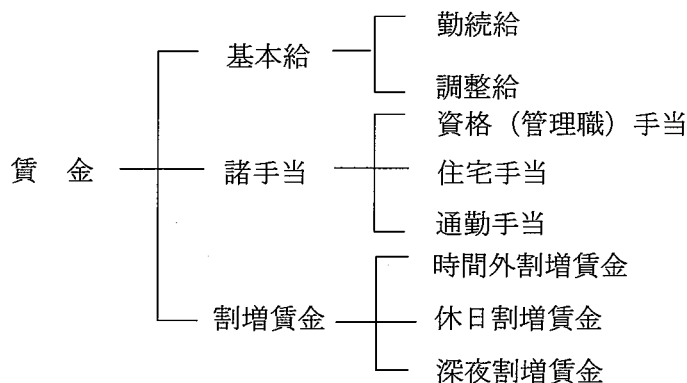 賃金
基本給
勤続給
調整給
諸手当
資格（管理職）手当
住宅手当
通勤手当
割増賃金
時間外割増賃金
休日割増賃金
深夜割増賃金